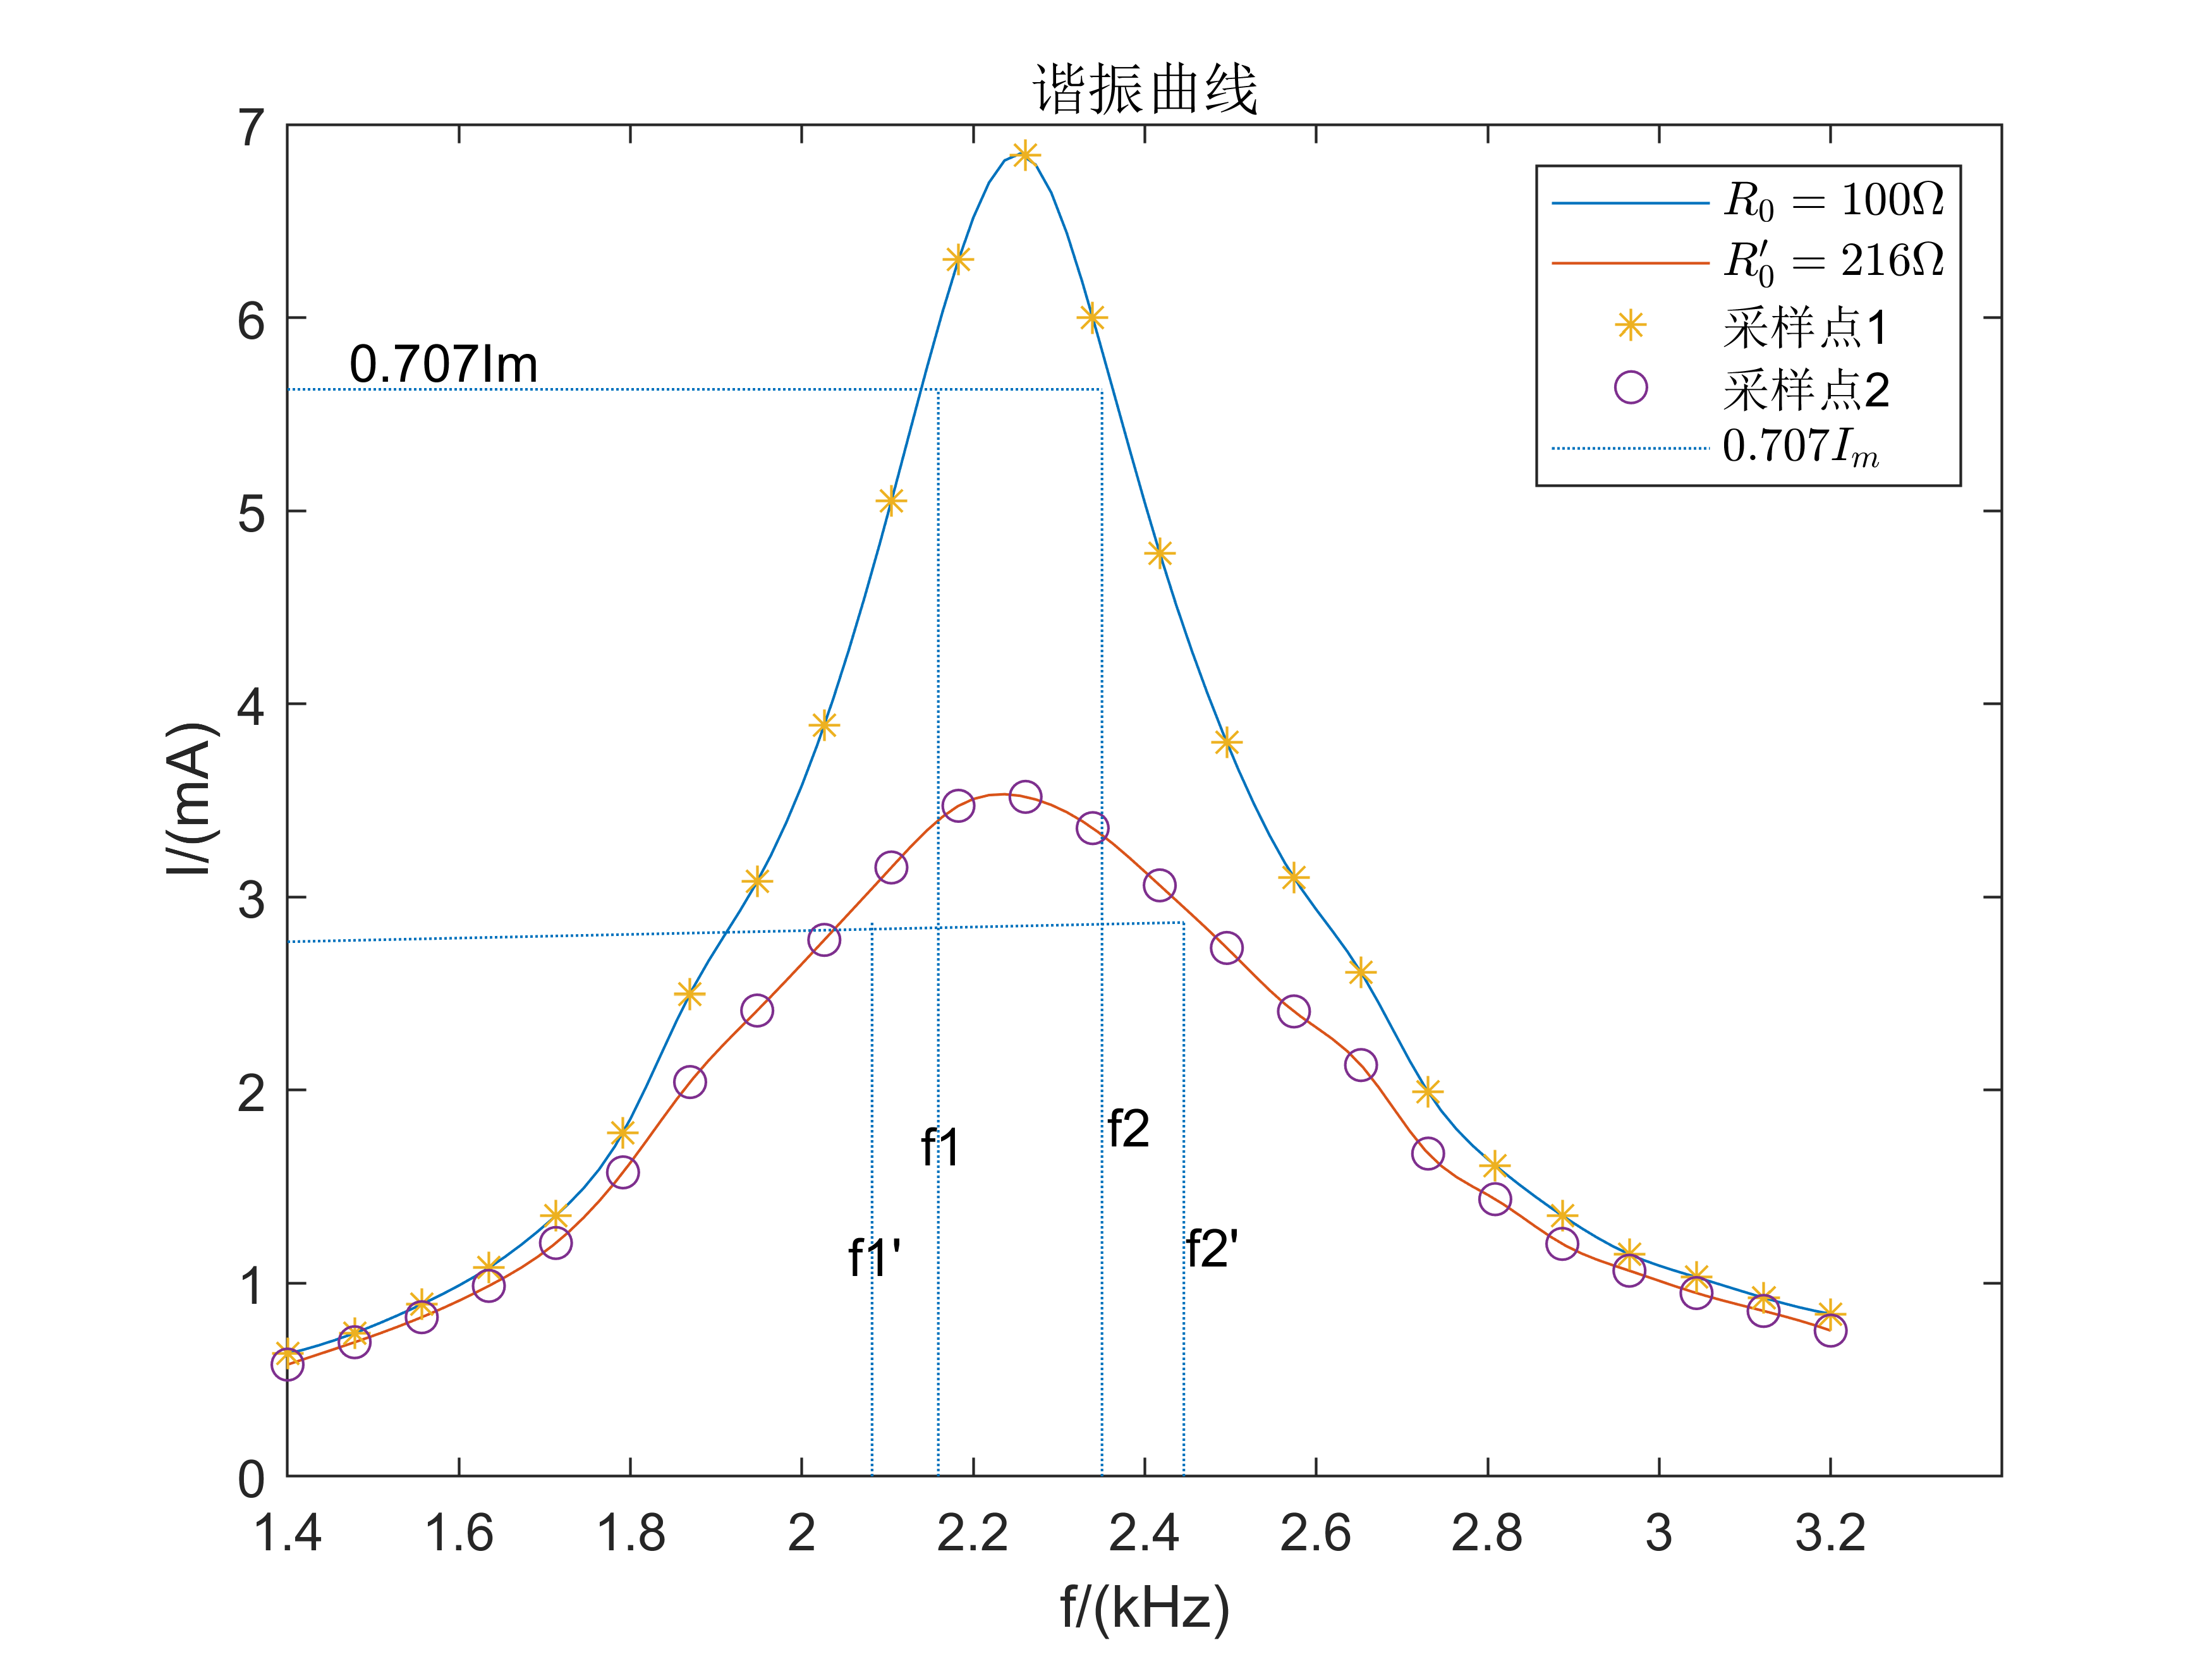 谐振曲线
7
6
5
4
3
2
1
0
I/(mA)
0.707Im
R₀ = 100Ω
R₀′ = 216Ω
采样点1
采样点2
0.707Iₘ
f1
f2
f1'
f2'
1.4 1.6 1.8 2 2.2 2.4 2.6 2.8 3 3.2
f/(kHz)